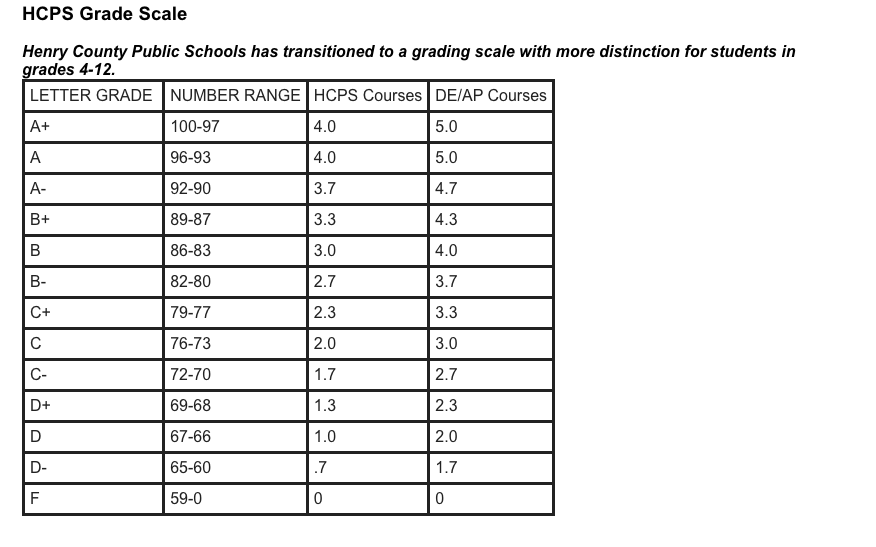 HCPS Grade Scale
Henry County Public Schools has transitioned to a grading scale with more distinction for students in
grades 4-12.
LETTER GRADE NUMBER RANGE HCPS Courses DE/AP Courses
A+ 100-97 4.0 5.0
A 96-93 4.0 5.0
A- 92-90 3.7 4.7
B+ 89-87 3.3 4.3
B 86-83 3.0 4.0
B- 82-80 2.7 3.7
C+ 79-77 2.3 3.3
C 76-73 2.0 3.0
C- 72-70 1.7 2.7
D+ 69-68 1.3 2.3
D 67-66 1.0 2.0
D- 65-60 .7 1.7
F 59-0 0 0